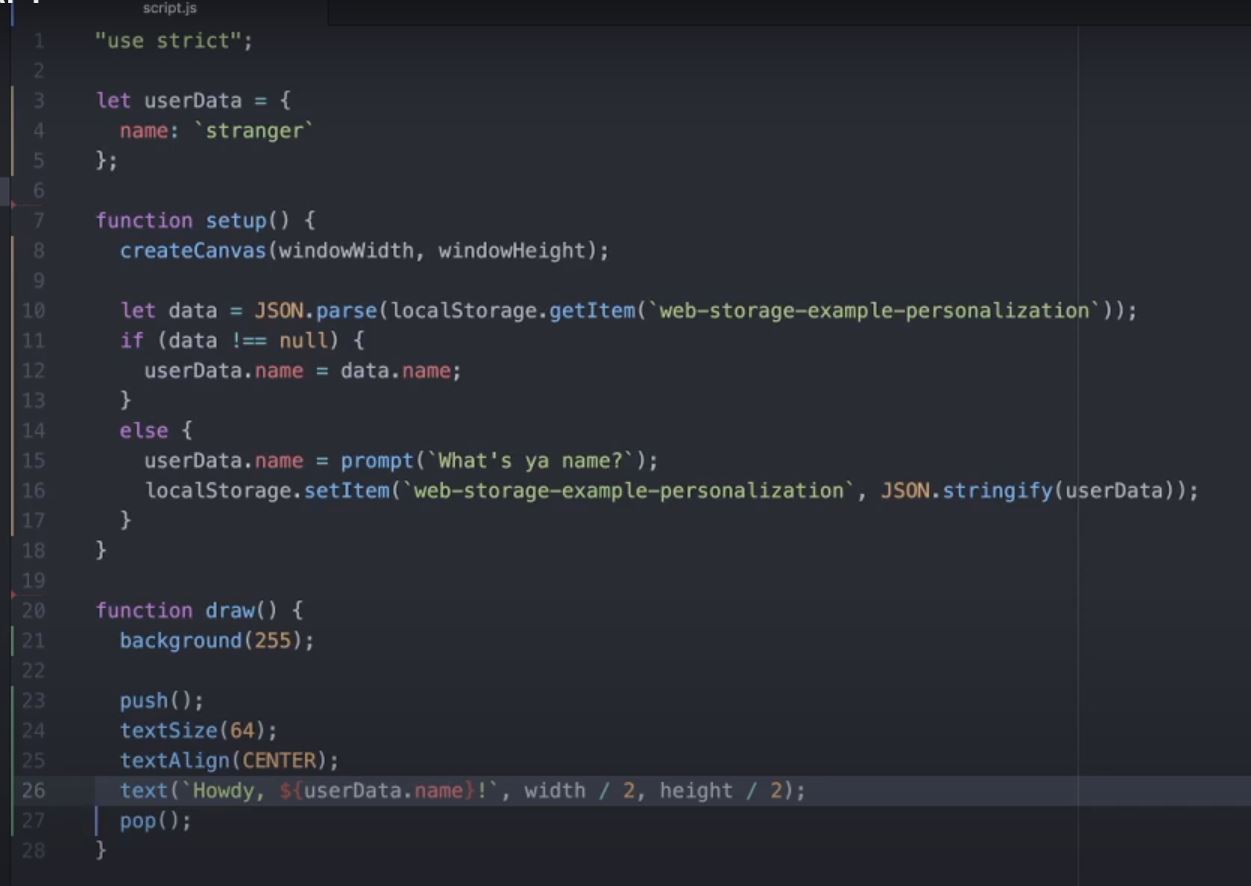 script.js
1 "use strict";
2
3 let userData = {
4   name: `stranger`
5 };
6
7 function setup() {
8   createCanvas(windowWidth, windowHeight);
9
10   let data = JSON.parse(localStorage.getItem(`web-storage-example-personalization`));
11   if (data !== null) {
12     userData.name = data.name;
13   }
14   else {
15     userData.name = prompt(`What's ya name?`);
16     localStorage.setItem(`web-storage-example-personalization`, JSON.stringify(userData));
17   }
18 }
19
20 function draw() {
21   background(255);
22
23   push();
24   textSize(64);
25   textAlign(CENTER);
26   text(`Howdy, ${userData.name}!`, width / 2, height / 2);
27   pop();
28 }